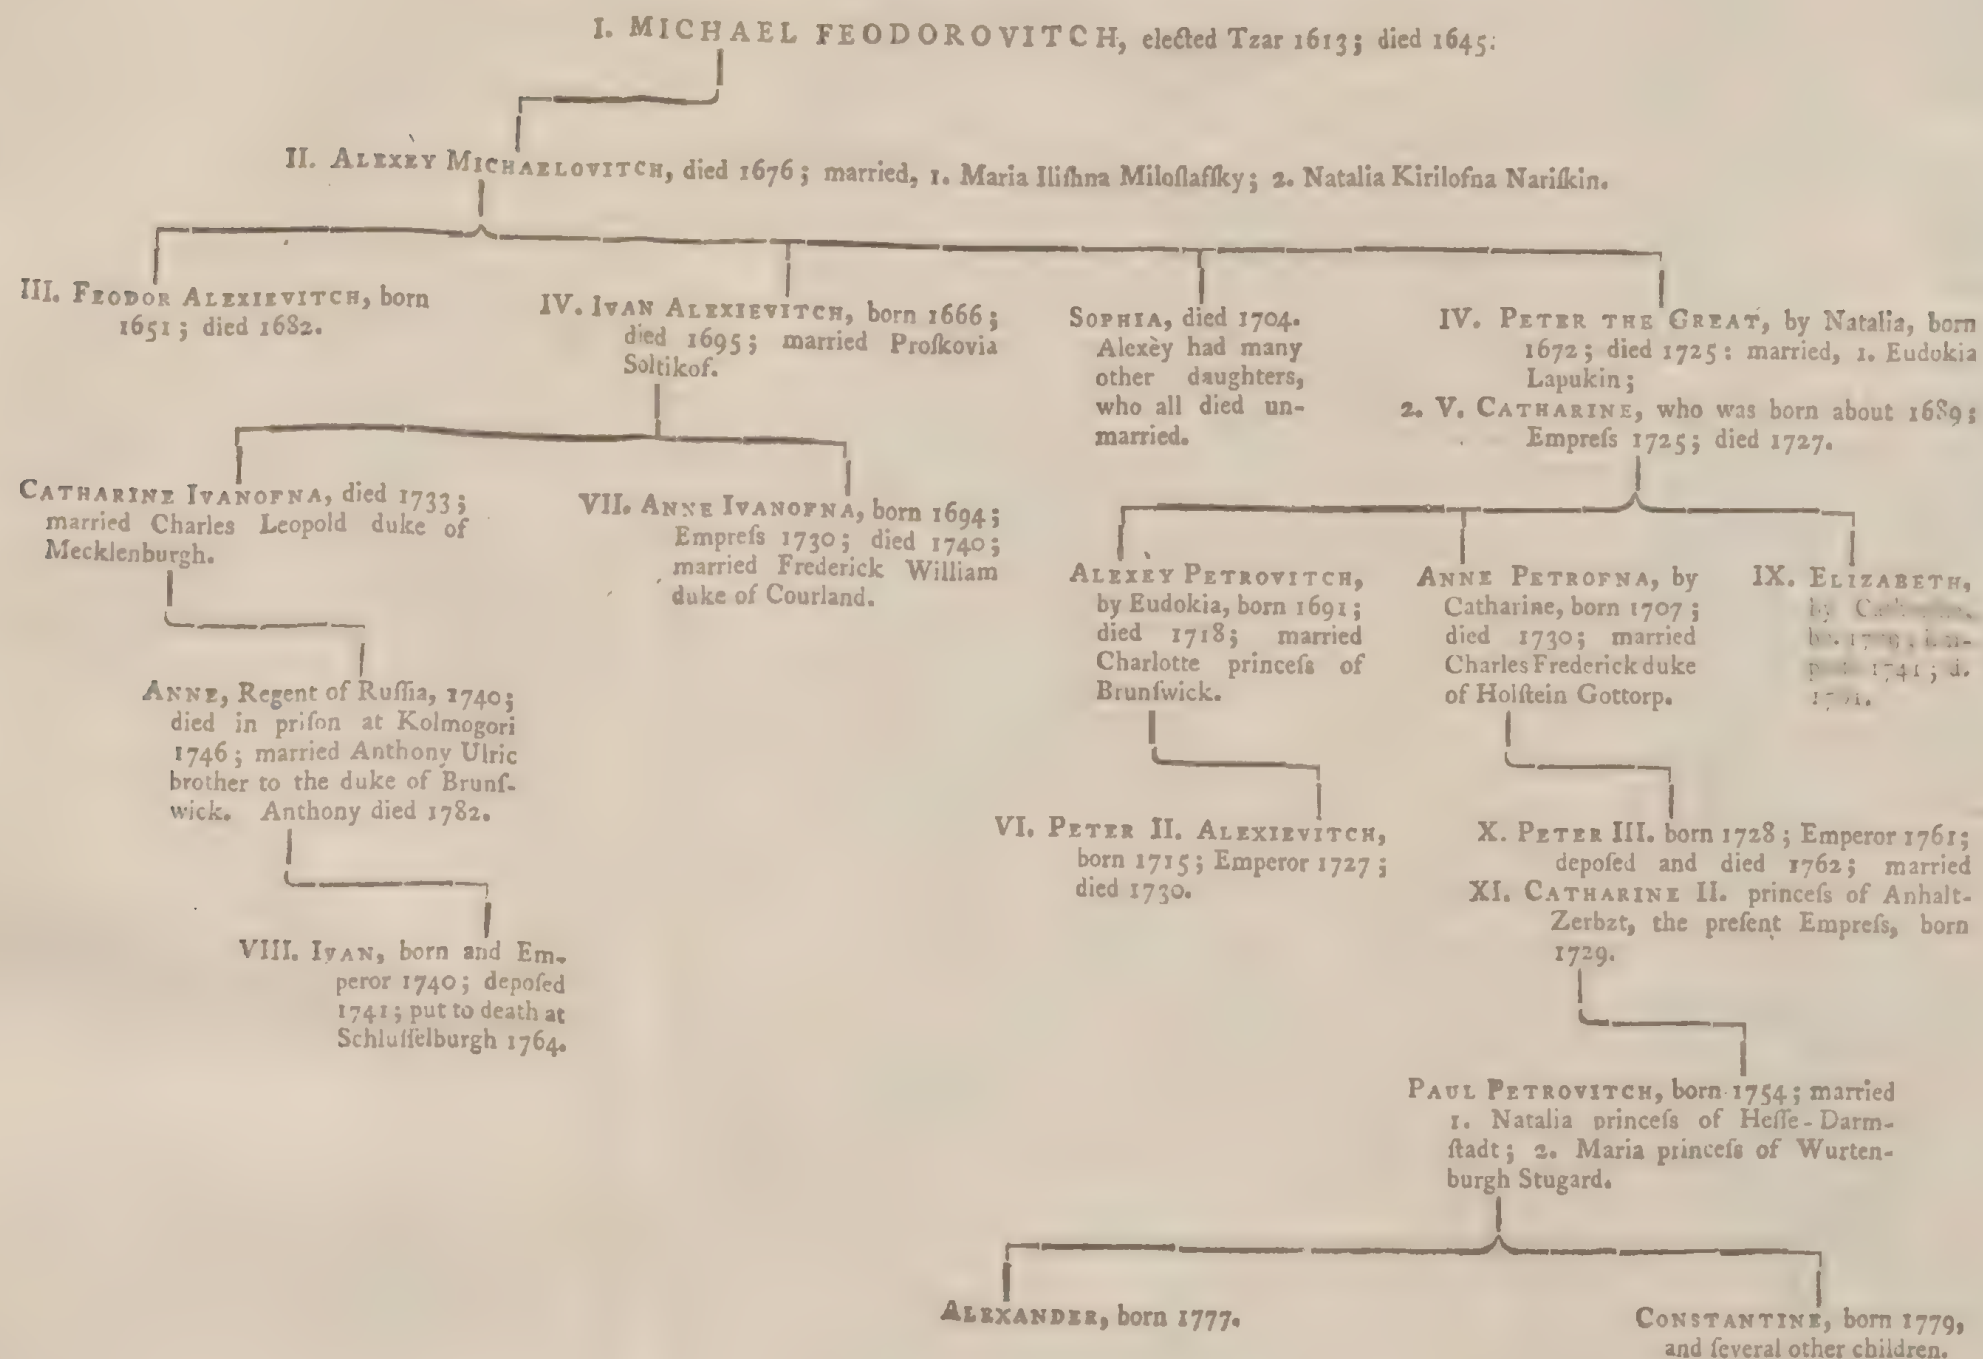 I. MICHAEL FEODOROVITCH, elected Tzar 1613; died 1645.
II. ALEXEY MICHAELOVITCH, died 1676; married, 1. Maria Iliſhna Miloſlafſky; 2. Natalia Kirilofna Nariſkin.
III. FEODOR ALEXIEVITCH, born
1651; died 1682.
IV. IVAN ALEXIEVITCH, born 1666;
died 1695; married Proſkovia
Soltikof.
SOPHIA, died 1704.
Alexèy had many
other daughters,
who all died un-
married.
IV. PETER THE GREAT, by Natalia, born
1672; died 1725: married, 1. Eudokia
Lapukin;
2. V. CATHARINE, who was born about 1689;
Empreſs 1725; died 1727.
CATHARINE IVANOFNA, died 1733;
married Charles Leopold duke of
Mecklenburgh.
VII. ANNE IVANOFNA, born 1694;
Empreſs 1730; died 1740;
married Frederick William
duke of Courland.
ALEXEY PETROVITCH,
by Eudokia, born 1691;
died 1718; married
Charlotte princeſs of
Brunſwick.
ANNE PETROFNA, by
Catharine, born 1707;
died 1730; married
Charles Frederick duke
of Holſtein Gottorp.
IX. ELIZABETH,
by
1741; d.
ANNE, Regent of Ruſſia, 1740;
died in priſon at Kolmogori
1746; married Anthony Ulric
brother to the duke of Brunſ-
wick. Anthony died 1782.
VI. PETER II. ALEXIEVITCH,
born 1715; Emperor 1727;
died 1730.
X. PETER III. born 1728; Emperor 1761;
depoſed and died 1762; married
XI. CATHARINE II. princeſs of Anhalt-
Zerbzt, the preſent Empreſs, born
1729.
VIII. IVAN, born and Em-
peror 1740; depoſed
1741; put to death at
Schluſſelburgh 1764.
PAUL PETROVITCH, born 1754; married
1. Natalia princeſs of Heſſe-Darm-
ſtadt; 2. Maria princeſs of Wurten-
burgh Stugard.
ALEXANDER, born 1777.
CONSTANTINE, born 1779,
and ſeveral other children.